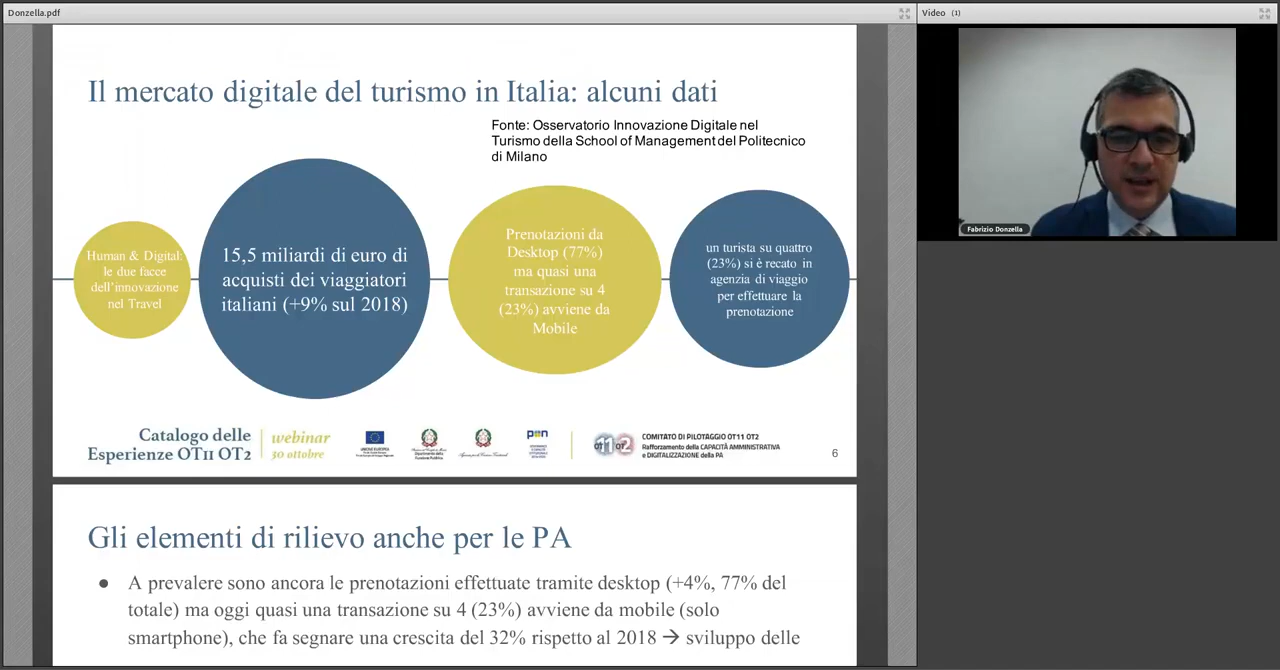 Donzella.pdf
Video (1)
Il mercato digitale del turismo in Italia: alcuni dati
Fonte: Osservatorio Innovazione Digitale nel
Turismo della School of Management del Politecnico
di Milano
Human & Digital:
le due facce
dell'innovazione
nel Travel
15,5 miliardi di euro di
acquisti dei viaggiatori
italiani (+9% sul 2018)
Prenotazioni da
Desktop (77%)
ma quasi una
transazione su 4
(23%) avviene da
Mobile
un turista su quattro
(23%) si è recato in
agenzia di viaggio
per effettuare la
prenotazione
Fabrizio Donzella
Catalogo delle
Esperienze OT11 OT2
webinar
30 ottobre
UNIONE EUROPEA
pon
OT11 OT2
COMITATO DI PILOTAGGIO OT11 OT2
Rafforzamento della CAPACITÀ AMMINISTRATIVA
e DIGITALIZZAZIONE della PA
6
Gli elementi di rilievo anche per le PA
● A prevalere sono ancora le prenotazioni effettuate tramite desktop (+4%, 77% del
totale) ma oggi quasi una transazione su 4 (23%) avviene da mobile (solo
smartphone), che fa segnare una crescita del 32% rispetto al 2018 → sviluppo delle